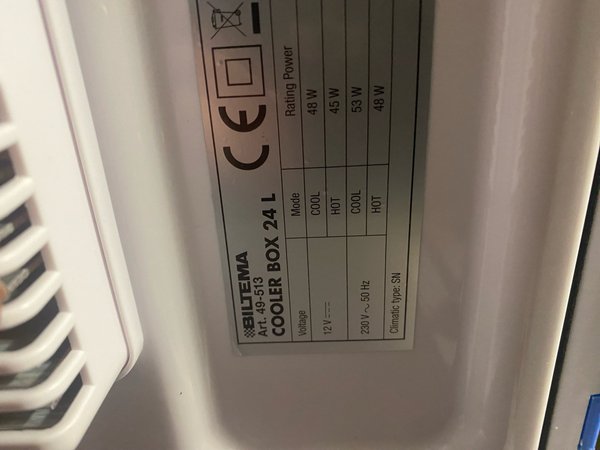 BILTEMA
Art. 49-513
COOLER BOX 24 L
CE
Voltage Mode Rating Power
12 V COOL 48 W
HOT 45 W
230 V ~ 50 Hz COOL 53 W
HOT 48 W
Climatic type: SN